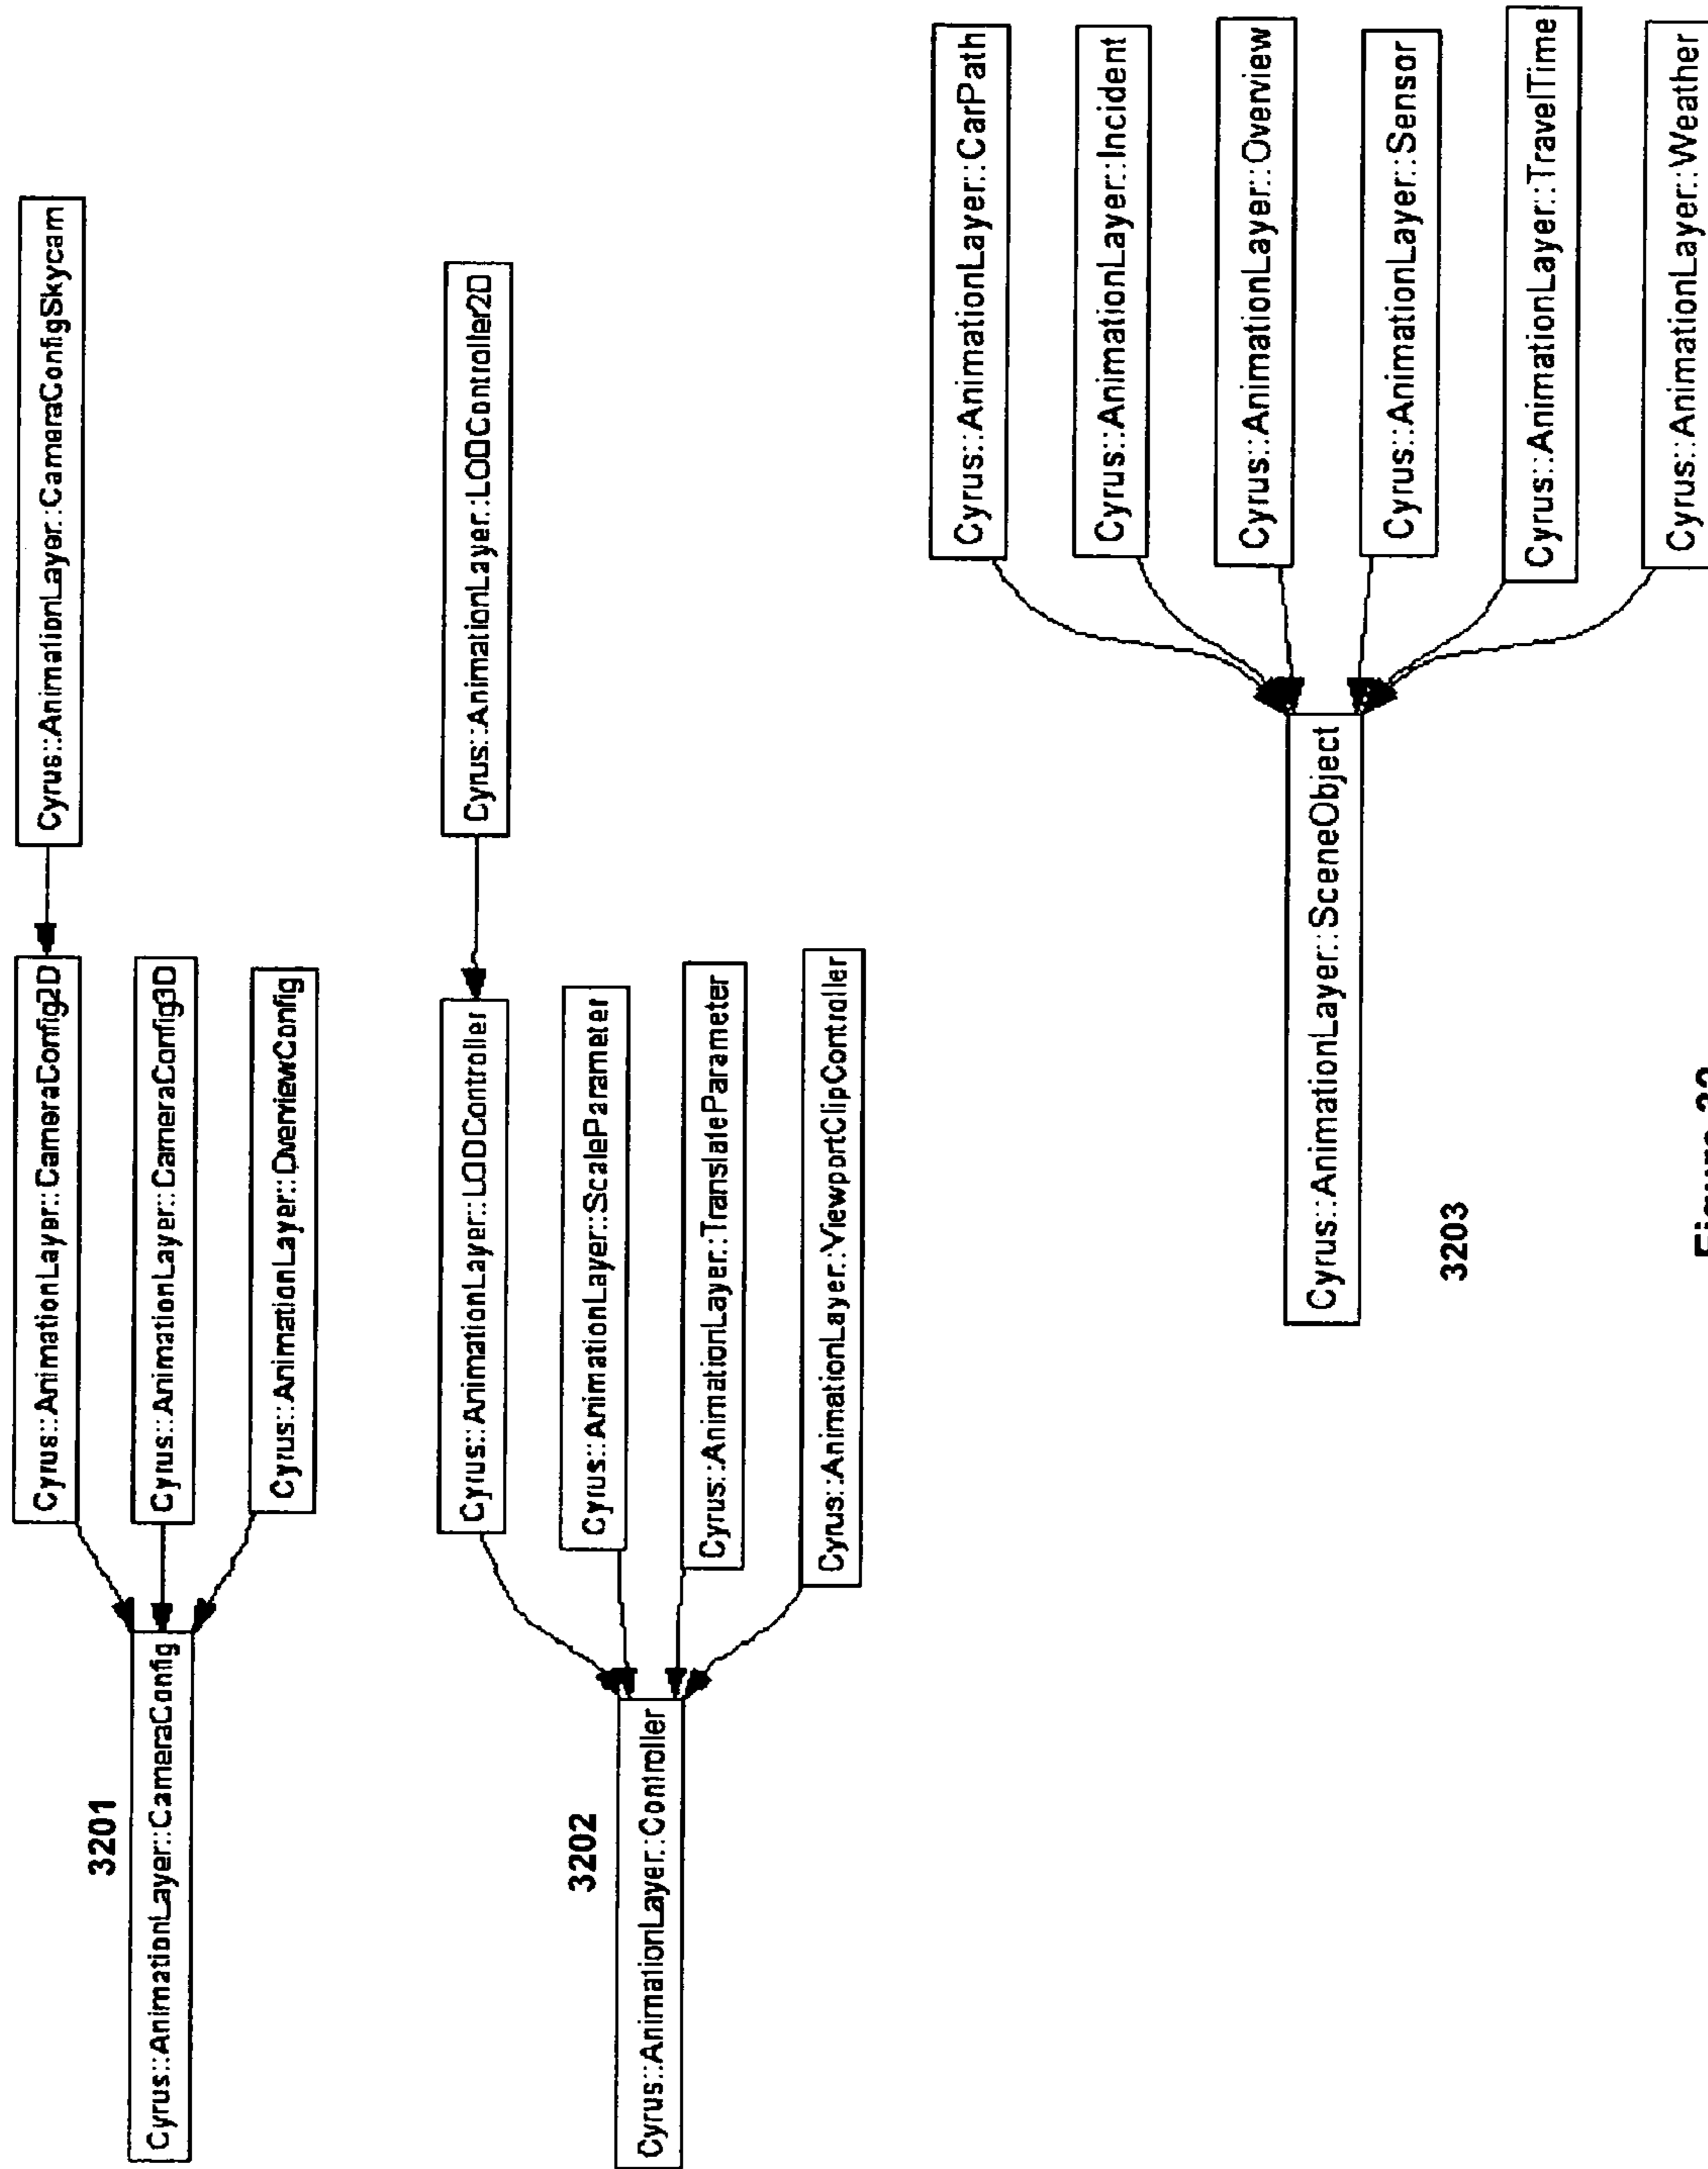 3201
Cyrus::AnimationLayer::CameraConfig
Cyrus::AnimationLayer::CameraConfig2D
Cyrus::AnimationLayer::CameraConfigSkycam
Cyrus::AnimationLayer::CameraConfig3D
Cyrus::AnimationLayer::OverviewConfig
3202
Cyrus::AnimationLayer::Controller
Cyrus::AnimationLayer::LODController
Cyrus::AnimationLayer::LODController2D
Cyrus::AnimationLayer::ScaleParameter
Cyrus::AnimationLayer::TranslateParameter
Cyrus::AnimationLayer::ViewportClipController
3203
Cyrus::AnimationLayer::SceneObject
Cyrus::AnimationLayer::CarPath
Cyrus::AnimationLayer::Incident
Cyrus::AnimationLayer::Overview
Cyrus::AnimationLayer::Sensor
Cyrus::AnimationLayer::TravelTime
Cyrus::AnimationLayer::Weather
Figure